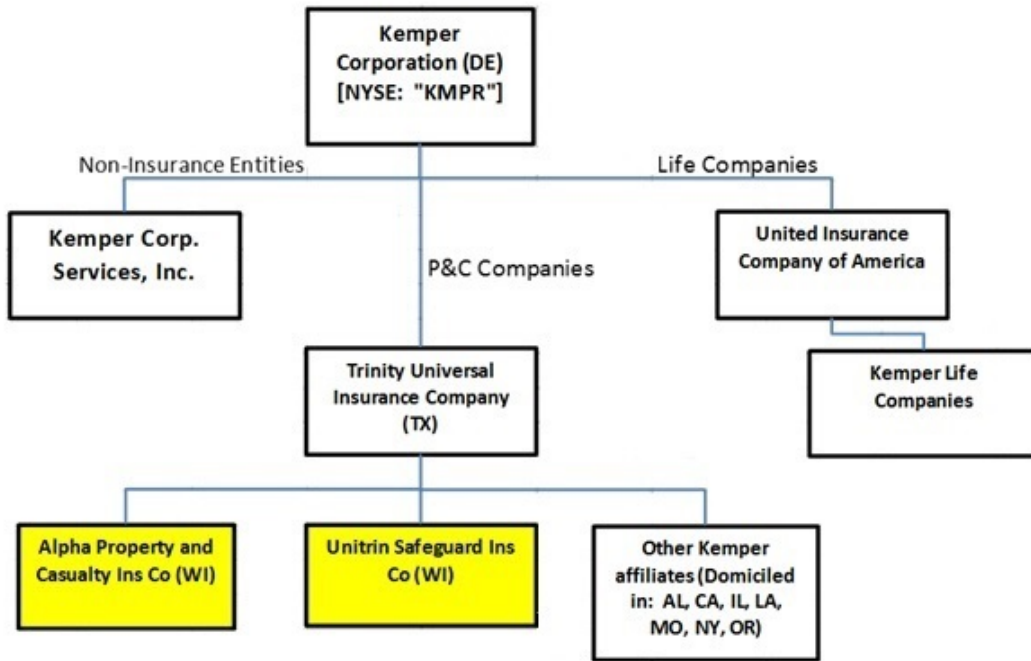 Kemper
Corporation (DE)
[NYSE:  "KMPR"]
Non-Insurance Entities
Life Companies
Kemper Corp.
Services, Inc.
United Insurance
Company of America
P&C Companies
Trinity Universal
Insurance Company
(TX)
Kemper Life
Companies
Alpha Property and
Casualty Ins Co (WI)
Unitrin Safeguard Ins
Co (WI)
Other Kemper
affiliates (Domiciled
in:  AL, CA, IL, LA,
MO, NY, OR)